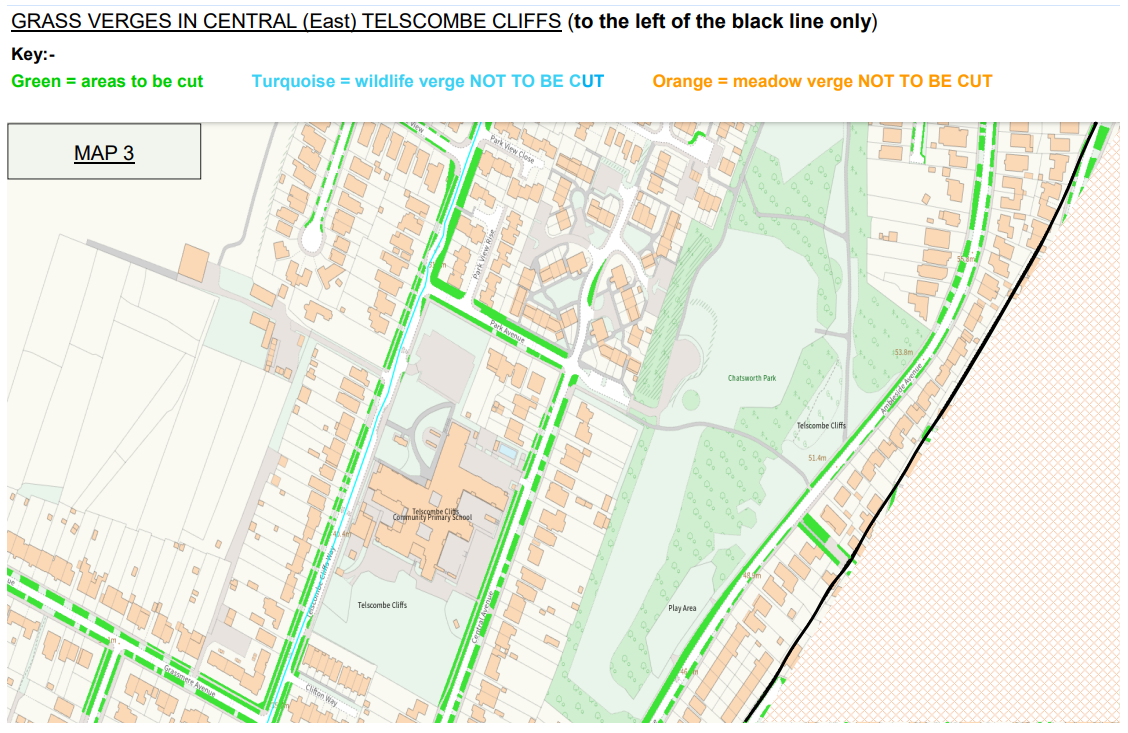 GRASS VERGES IN CENTRAL (East) TELSCOMBE CLIFFS (to the left of the black line only)
Key:-
Green = areas to be cut
Turquoise = wildlife verge NOT TO BE CUT
Orange = meadow verge NOT TO BE CUT
MAP 3
View
Park View Close
Park View Rise
55.8m
Park Avenue
53.8m
Chatsworth Park
Ambleside Avenue
Telscombe Cliffs
51.4m
Telscombe Cliffs
Community Primary School
43.4m
Telscombe Cliffs Way
48.9m
Telscombe Cliffs
Play Area
Central Avenue
Grassmere Avenue
Clifton Way